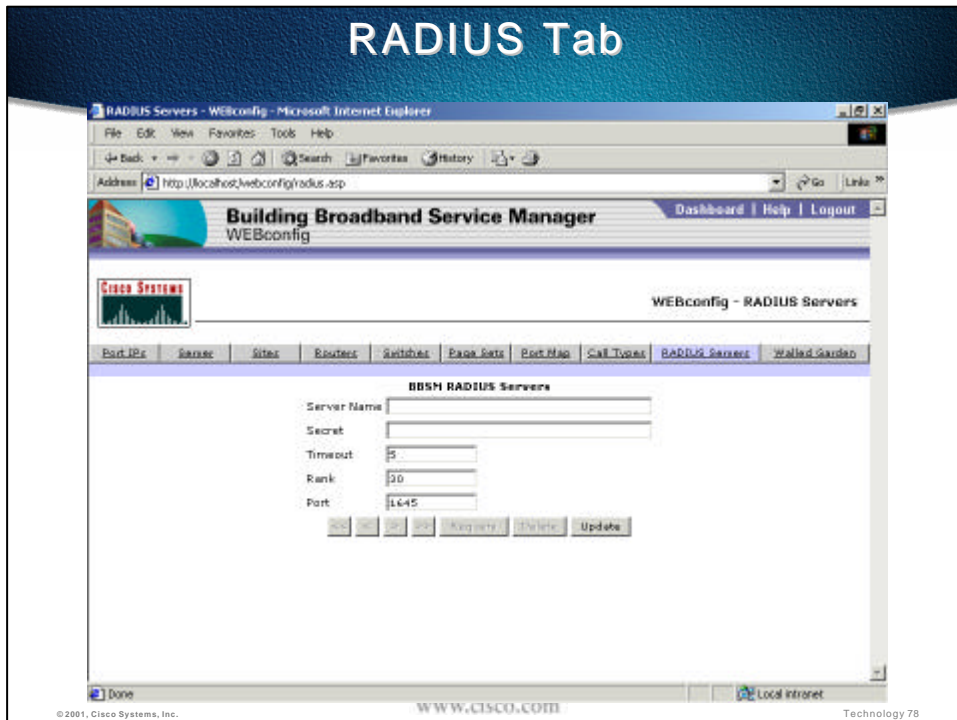 RADIUS Tab
RADIUS Servers - WEBconfig - Microsoft Internet Explorer
File Edit View Favorites Tools Help
Back Search Favorites History
Address http://localhost/webconfig/radius.asp Go Links »
Building Broadband Service Manager
WEBconfig
Dashboard | Help | Logout
CISCO SYSTEMS
WEBconfig - RADIUS Servers
Port IPs Server Sites Routers Switches Page Sets Port Map Call Types RADIUS Servers Walled Garden
BBSM RADIUS Servers
Server Name
Secret
Timeout 5
Rank 30
Port 1645
<< < > >> Requery Delete Update
Done Local intranet
© 2001, Cisco Systems, Inc. www.cisco.com Technology 78